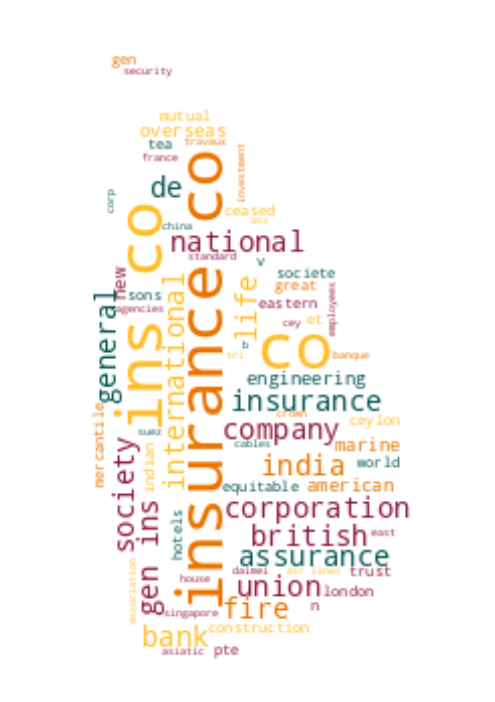 gen
security
mutual
overseas
tea
travaux
france
investment
de
corp
insurance co
ceased
ass
ins co
china
national
standard
v
new
societe
life
great
general
sons
international
eastern
employees
agencies
cey
et
co
b
sri
banque
engineering
insurance
mercantile
crown
ceylon
company
suez
cables
marine
society
indian
india
world
equitable
american
gen ins
corporation
hotels
british
east
assurance
association
daimei
air lines
trust
house
union
london
singapore
fire
n
bank
construction
asiatic
pte